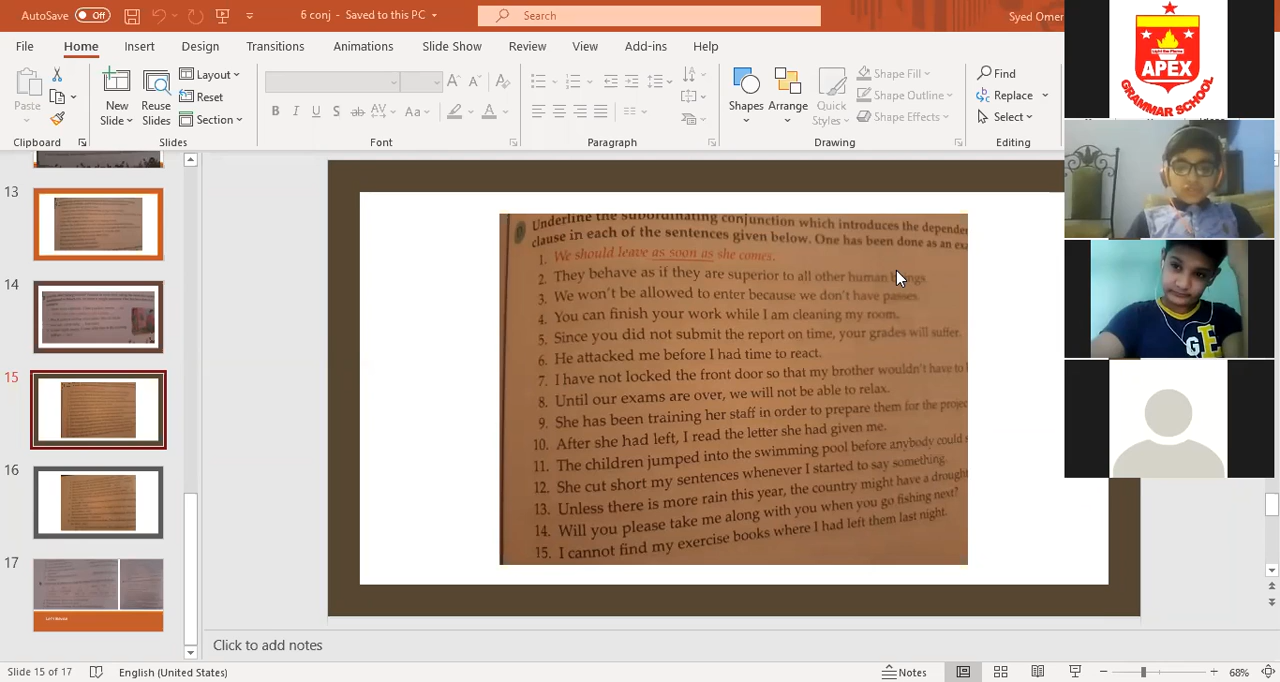 AutoSave Off 6 conj - Saved to this PC Search Syed Omer
File Home Insert Design Transitions Animations Slide Show Review View Add-ins Help
Paste New Slide Reuse Slides Layout Reset Section Shapes Arrange Quick Styles Shape Fill Shape Outline Shape Effects Find Replace Select
Clipboard Slides Font Paragraph Drawing Editing
APEX
GRAMMAR SCHOOL
13
14
15
16
17
Underline the subordinating conjunction which introduces the
clause in each of the sentences given below. One has been done as an
1. We should leave as soon as she comes.
2. They behave as if they are superior to all other human beings.
3. We won't be allowed to enter because we don't have passes.
4. You can finish your work while I am cleaning my room.
5. Since you did not submit the report on time, your grades will suffer.
6. He attacked me before I had time to react.
7. I have not locked the front door so that my brother wouldn't have to
8. Until our exams are over, we will not be able to relax.
9. She has been training her staff in order to prepare them for the
10. After she had left, I read the letter she had given me.
11. The children jumped into the swimming pool before anybody could
12. She cut short my sentences whenever I started to say something.
13. Unless there is more rain this year, the country might have a drought
14. Will you please take me along with you when you go fishing next?
15. I cannot find my exercise books where I had left them last night.
Click to add notes
Slide 15 of 17 English (United States) Notes 68%